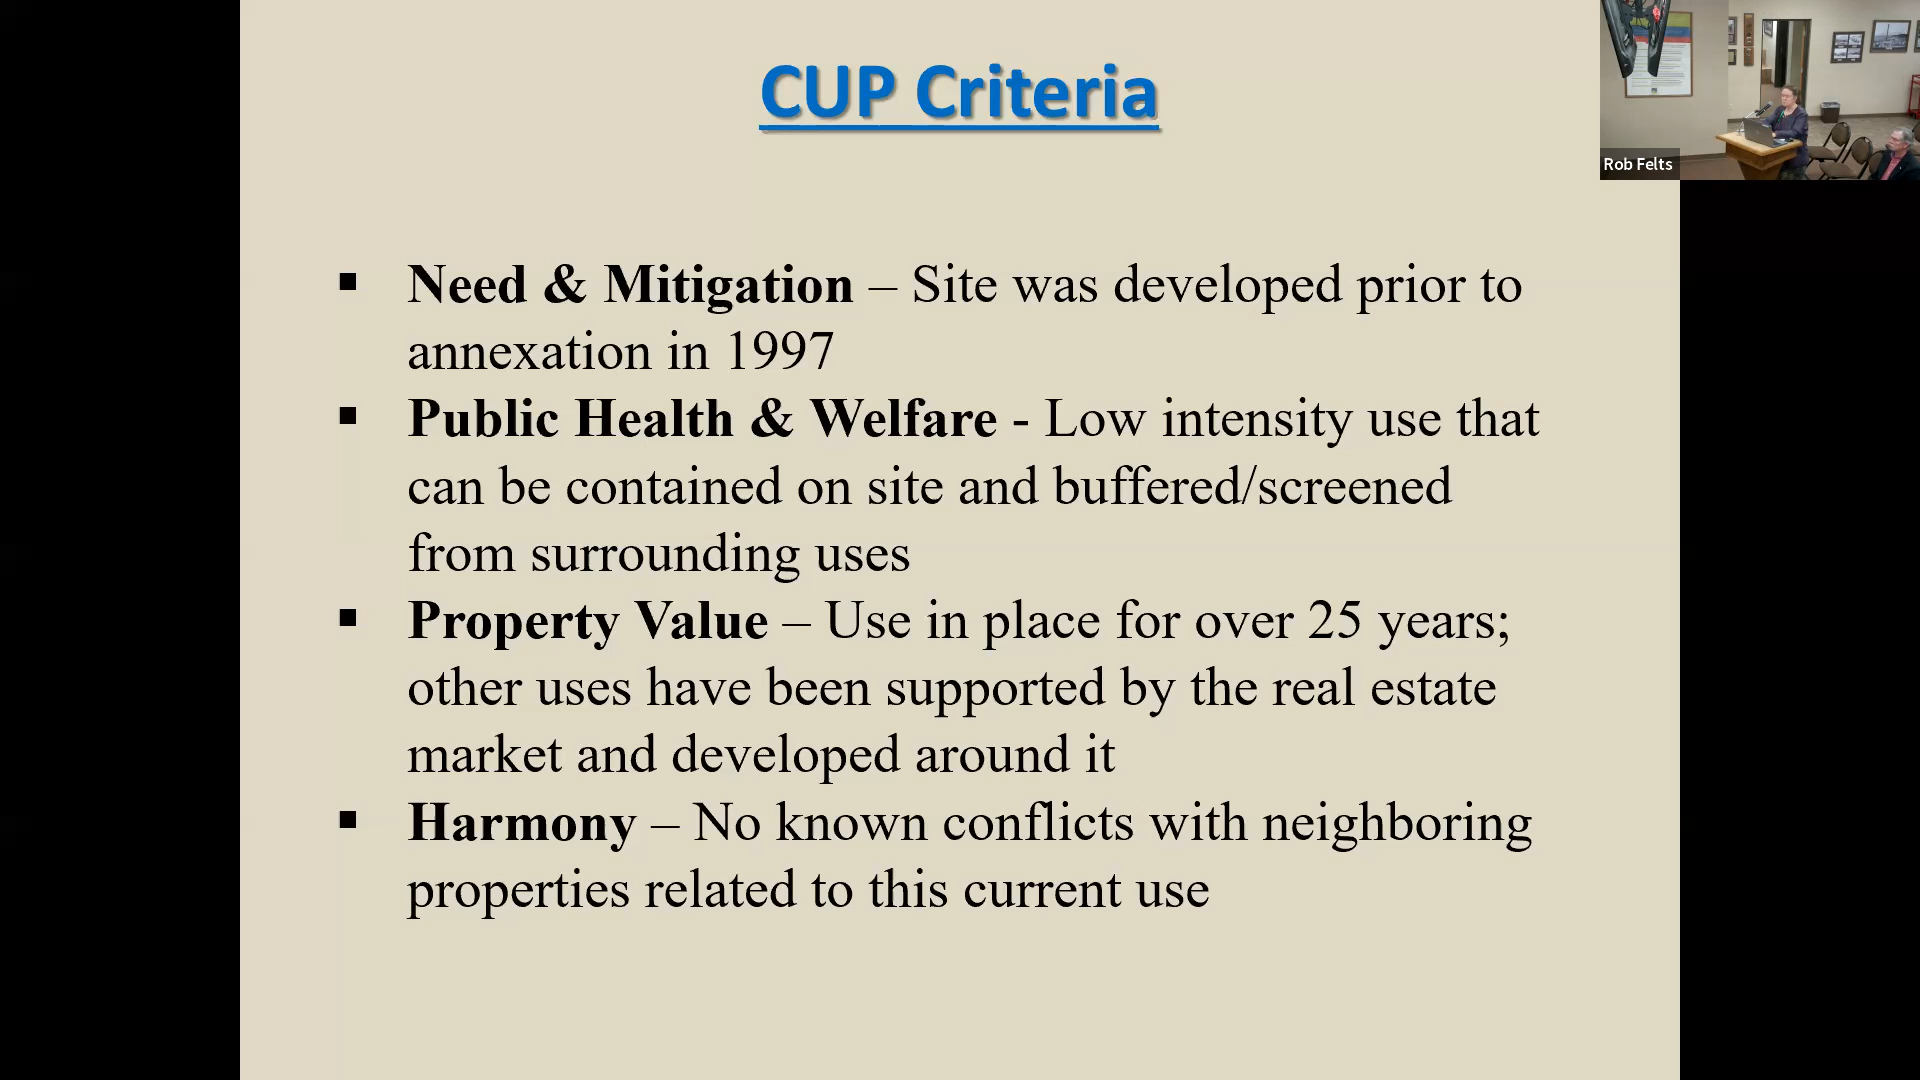 CUP Criteria
Rob Felts
▪ Need & Mitigation – Site was developed prior to
annexation in 1997
▪ Public Health & Welfare - Low intensity use that
can be contained on site and buffered/screened
from surrounding uses
▪ Property Value – Use in place for over 25 years;
other uses have been supported by the real estate
market and developed around it
▪ Harmony – No known conflicts with neighboring
properties related to this current use